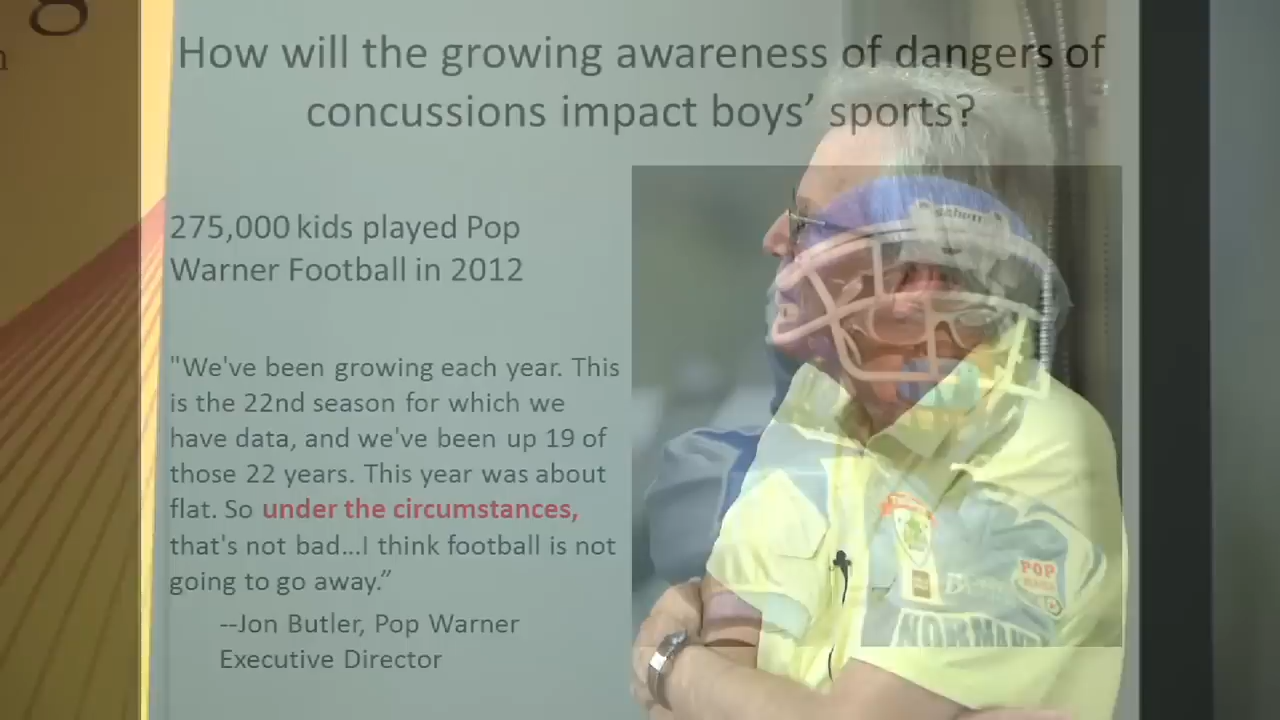 g
n
How will the growing awareness of dangers of
concussions impact boys’ sports?
275,000 kids played Pop
Warner Football in 2012
"We've been growing each year. This
is the 22nd season for which we
have data, and we've been up 19 of
those 22 years. This year was about
flat. So under the circumstances,
that's not bad...I think football is not
going to go away.”
--Jon Butler, Pop Warner
Executive Director
schutt
POP